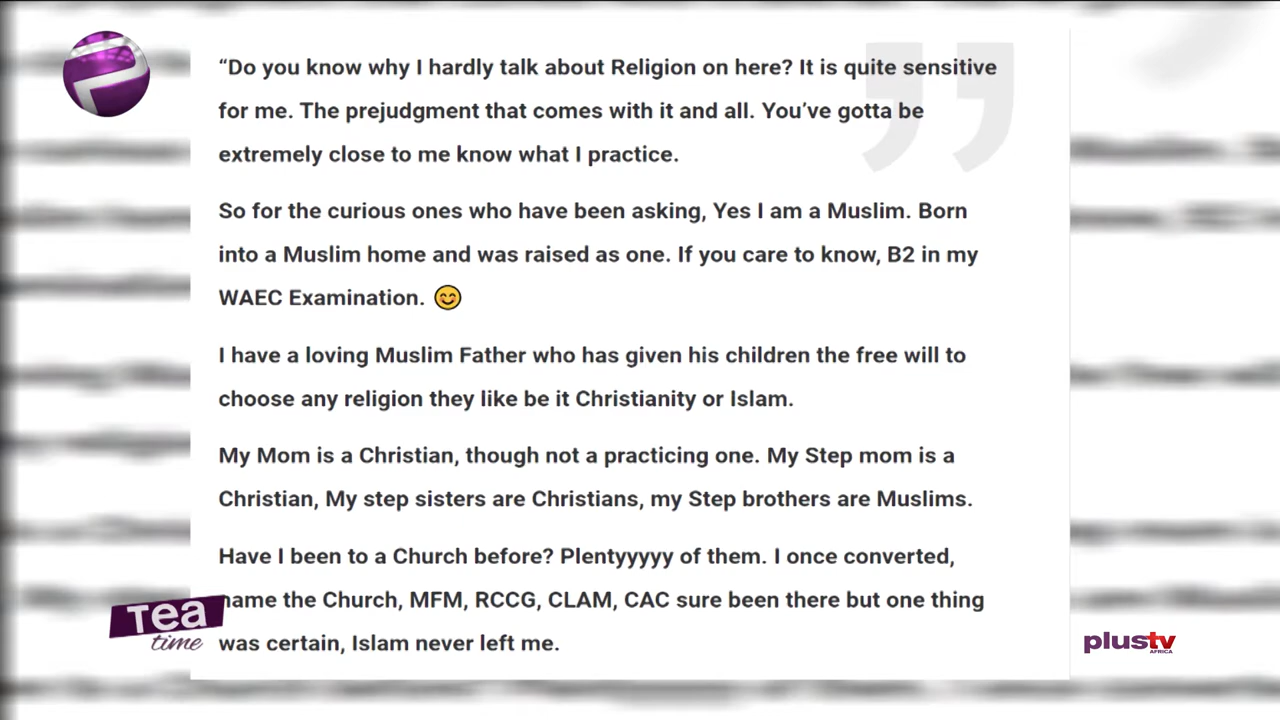 “Do you know why I hardly talk about Religion on here? It is quite sensitive
for me. The prejudgment that comes with it and all. You’ve gotta be
extremely close to me know what I practice.
So for the curious ones who have been asking, Yes I am a Muslim. Born
into a Muslim home and was raised as one. If you care to know, B2 in my
WAEC Examination. 😊
I have a loving Muslim Father who has given his children the free will to
choose any religion they like be it Christianity or Islam.
My Mom is a Christian, though not a practicing one. My Step mom is a
Christian, My step sisters are Christians, my Step brothers are Muslims.
Have I been to a Church before? Plentyyyyy of them. I once converted,
name the Church, MFM, RCCG, CLAM, CAC sure been there but one thing
was certain, Islam never left me.
Tea
time
plustv
AFRICA